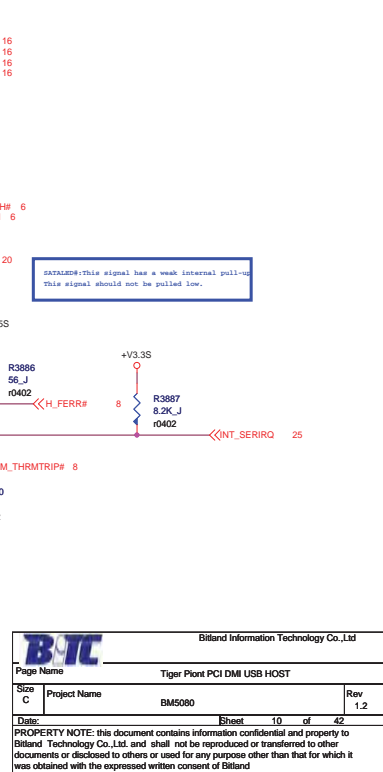 16
16
16
16
H# 6
6
20
SATALED#:This signal has a weak internal pull-up
This signal should not be pulled low.
5S
+V3.3S
R3886
56_J
r0402
H_FERR# 8
R3887
8.2K_J
r0402
INT_SERIRQ 25
M_THRMTRIP# 8
0
Bitland Information Technology Co.,Ltd
Page Name
Tiger Piont PCI DMI USB HOST
Size
C
Project Name
BM5080
Rev
1.2
Date:
Sheet 10 of 42
PROPERTY NOTE: this document contains information confidential and property to
Bitland Technology Co.,Ltd. and shall not be reproduced or transferred to other
documents or disclosed to others or used for any purpose other than that for which it
was obtained with the expressed written consent of Bitland